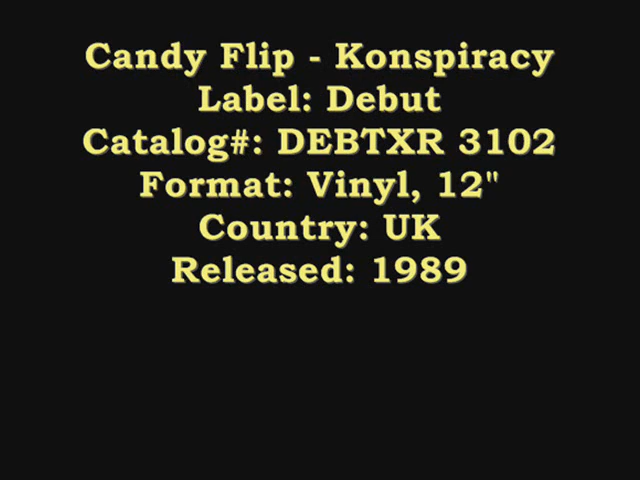 Candy Flip - Konspiracy
Label: Debut
Catalog#: DEBTXR 3102
Format: Vinyl, 12"
Country: UK
Released: 1989